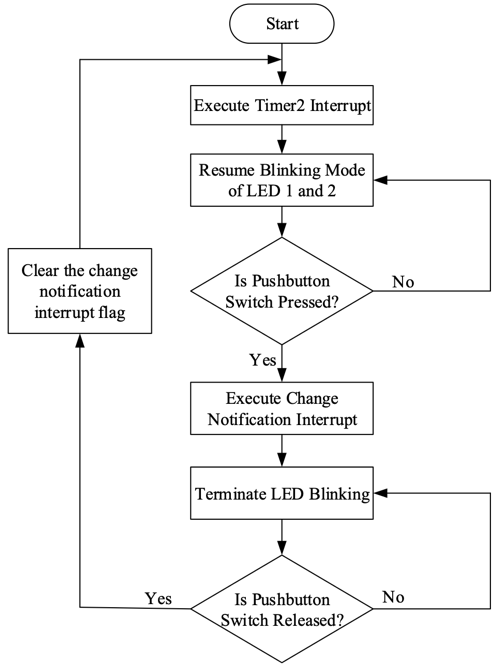 Start
Execute Timer2 Interrupt
Resume Blinking Mode
of LED 1 and 2
Is Pushbutton
Switch Pressed?
No
Clear the change
notification
interrupt flag
Yes
Execute Change
Notification Interrupt
Terminate LED Blinking
Is Pushbutton
Switch Released?
Yes
No